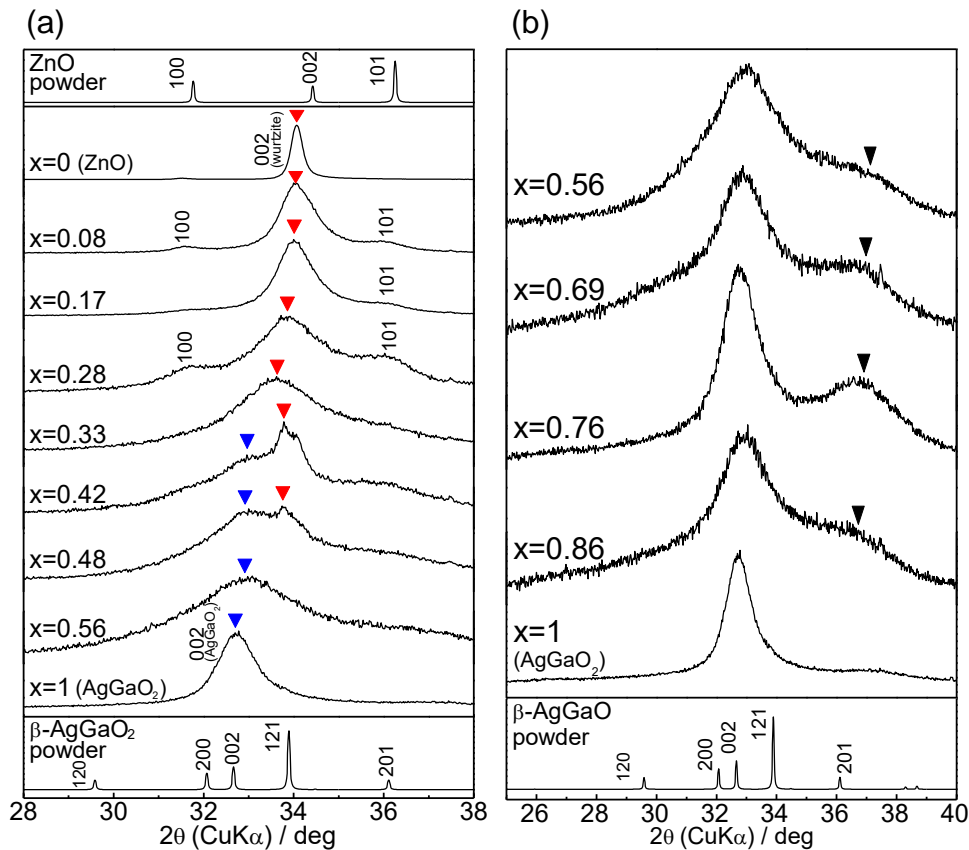 (a)
ZnO
powder
100
002
101
x=0 (ZnO)
002
(wurtzite)
x=0.08
100
101
x=0.17
101
x=0.28
100
101
x=0.33
x=0.42
x=0.48
x=0.56
002
(AgGaO₂)
x=1 (AgGaO₂)
β-AgGaO₂
powder
120
200
002
121
201
28 30 32 34 36 38
2θ (CuKα) / deg
(b)
x=0.56
x=0.69
x=0.76
x=0.86
x=1
(AgGaO₂)
β-AgGaO
powder
120
200
002
121
201
26 28 30 32 34 36 38 40
2θ (CuKα) / deg